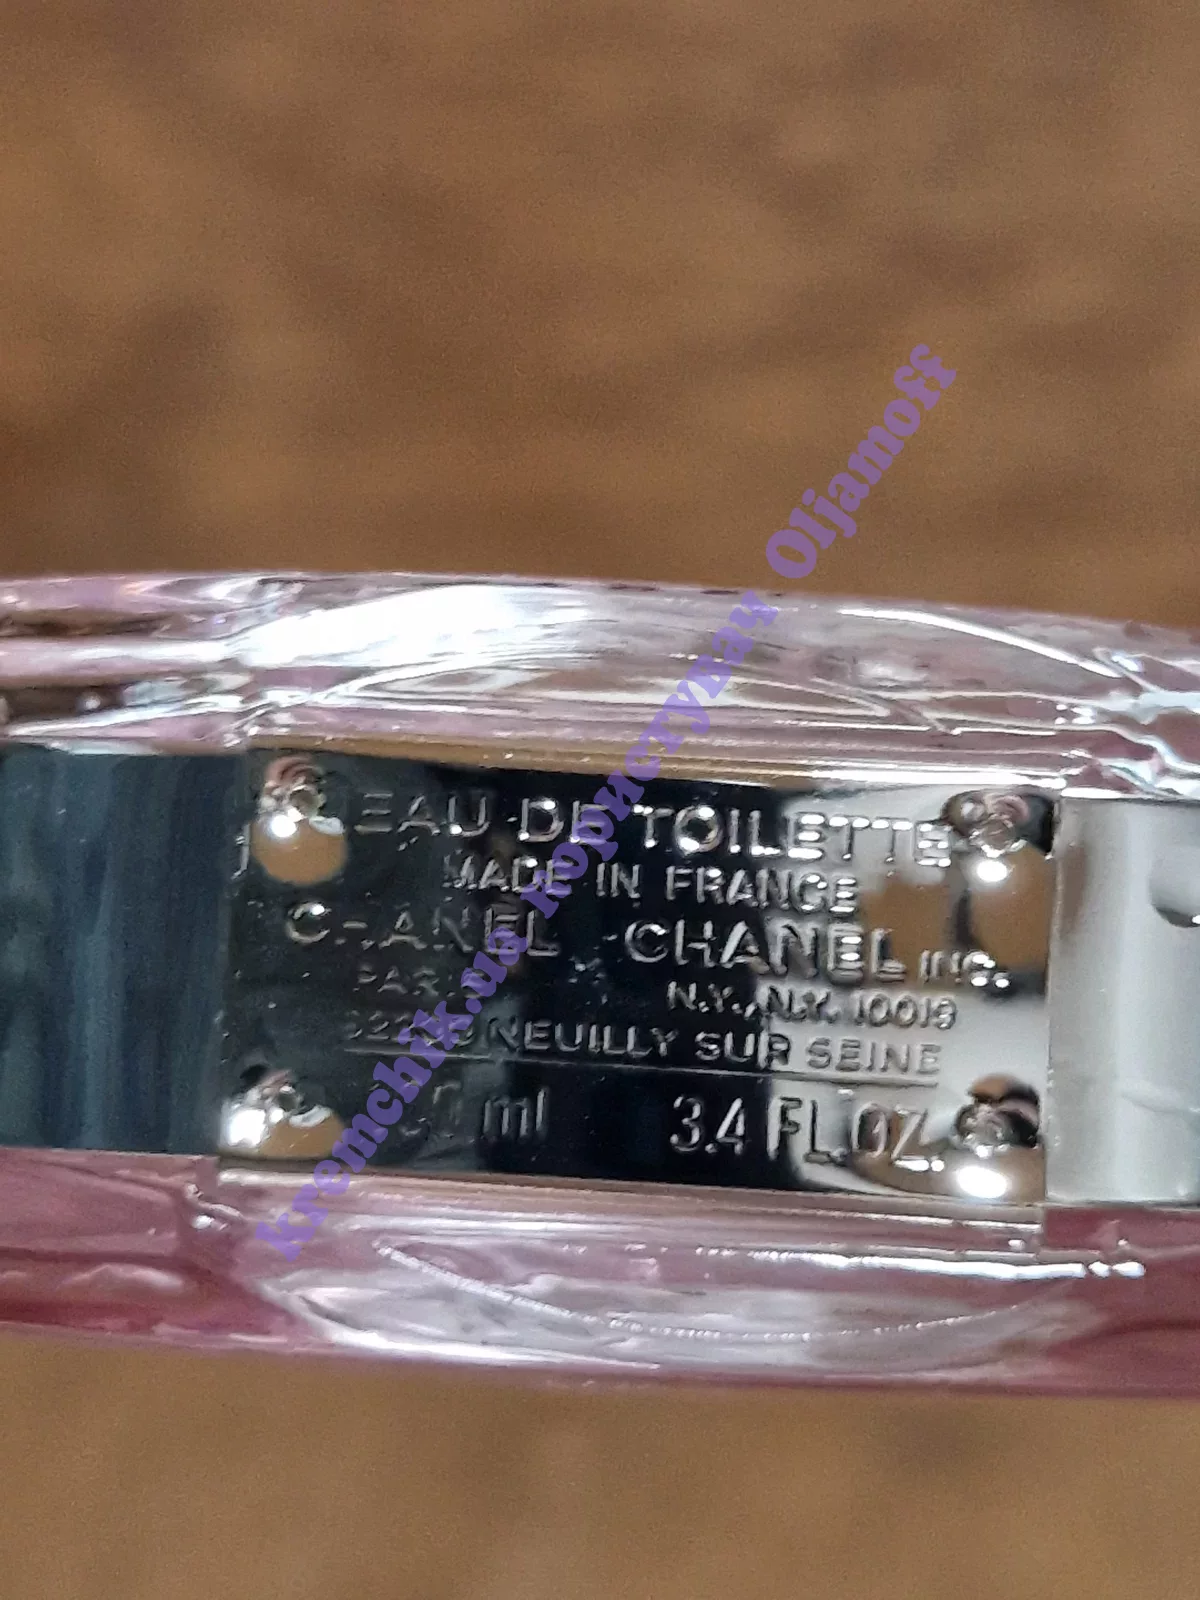 EAU DE TOILETTE
MADE IN FRANCE
CHANEL CHANEL INC.
N.Y., N.Y. 10019
NEUILLY SUR SEINE
ml 3.4 FL.OZ.
kremchik.ua користувач Oljamoff